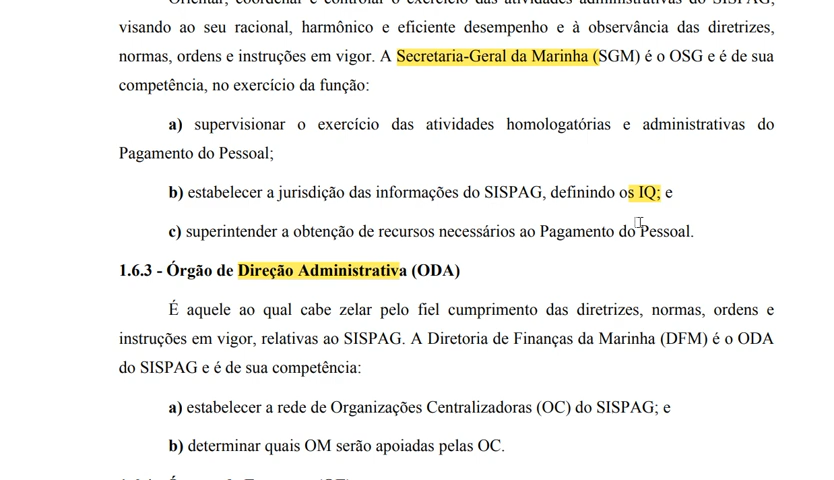 Orientar, coordenar e controlar o exercício das atividades administrativas do SISPAG,
visando ao seu racional, harmônico e eficiente desempenho e à observância das diretrizes,
normas, ordens e instruções em vigor. A Secretaria-Geral da Marinha (SGM) é o OSG e é de sua
competência, no exercício da função:
a) supervisionar o exercício das atividades homologatórias e administrativas do
Pagamento do Pessoal;
b) estabelecer a jurisdição das informações do SISPAG, definindo os IQ; e
c) superintender a obtenção de recursos necessários ao Pagamento do Pessoal.
1.6.3 - Órgão de Direção Administrativa (ODA)
É aquele ao qual cabe zelar pelo fiel cumprimento das diretrizes, normas, ordens e
instruções em vigor, relativas ao SISPAG. A Diretoria de Finanças da Marinha (DFM) é o ODA
do SISPAG e é de sua competência:
a) estabelecer a rede de Organizações Centralizadoras (OC) do SISPAG; e
b) determinar quais OM serão apoiadas pelas OC.